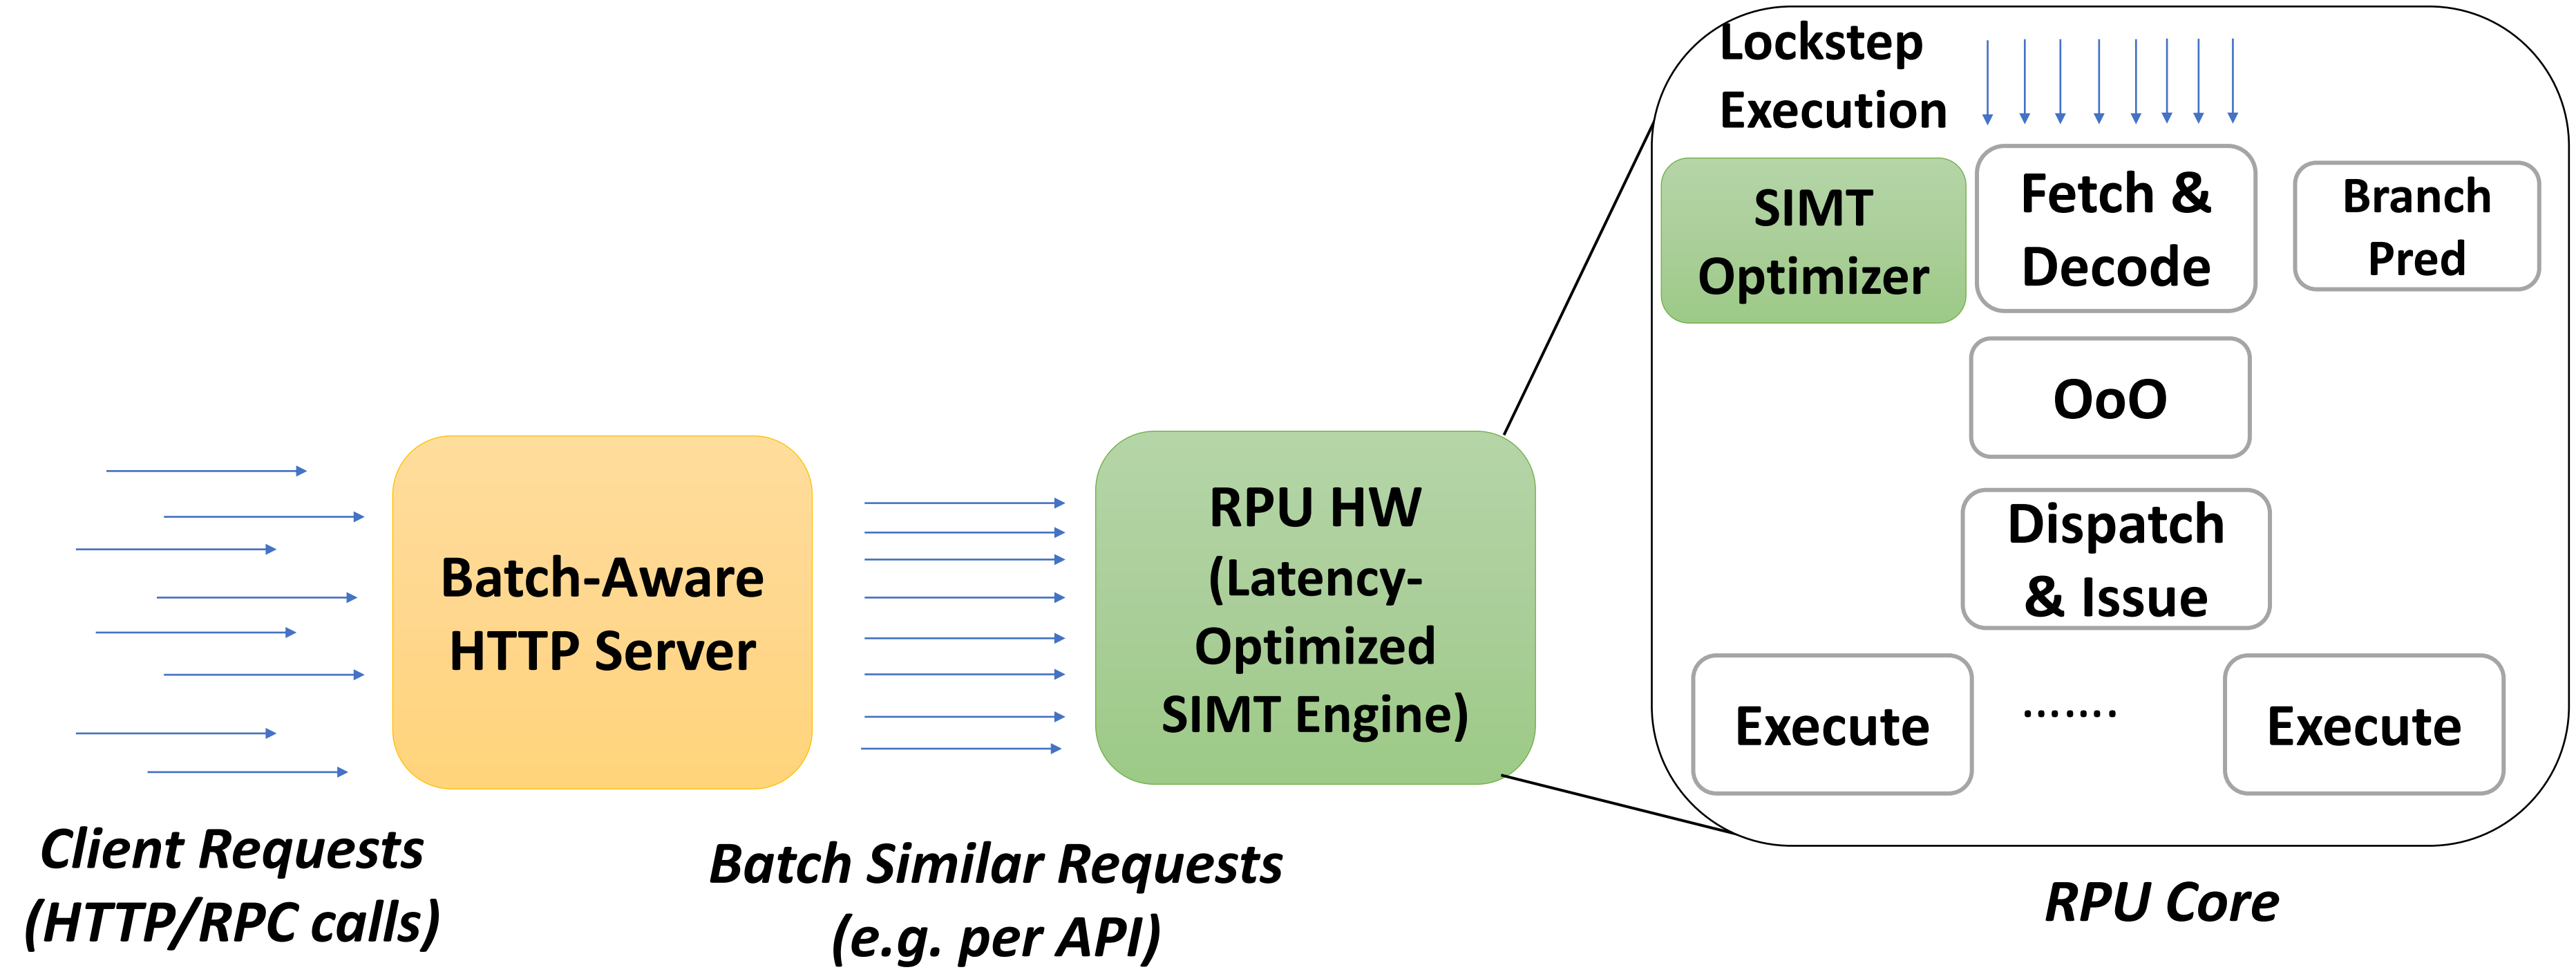 Lockstep
Execution
SIMT
Optimizer
Fetch &
Decode
Branch
Pred
OoO
Dispatch
& Issue
Execute
.......
Execute
Batch-Aware
HTTP Server
RPU HW
(Latency-
Optimized
SIMT Engine)
Client Requests
(HTTP/RPC calls)
Batch Similar Requests
(e.g. per API)
RPU Core